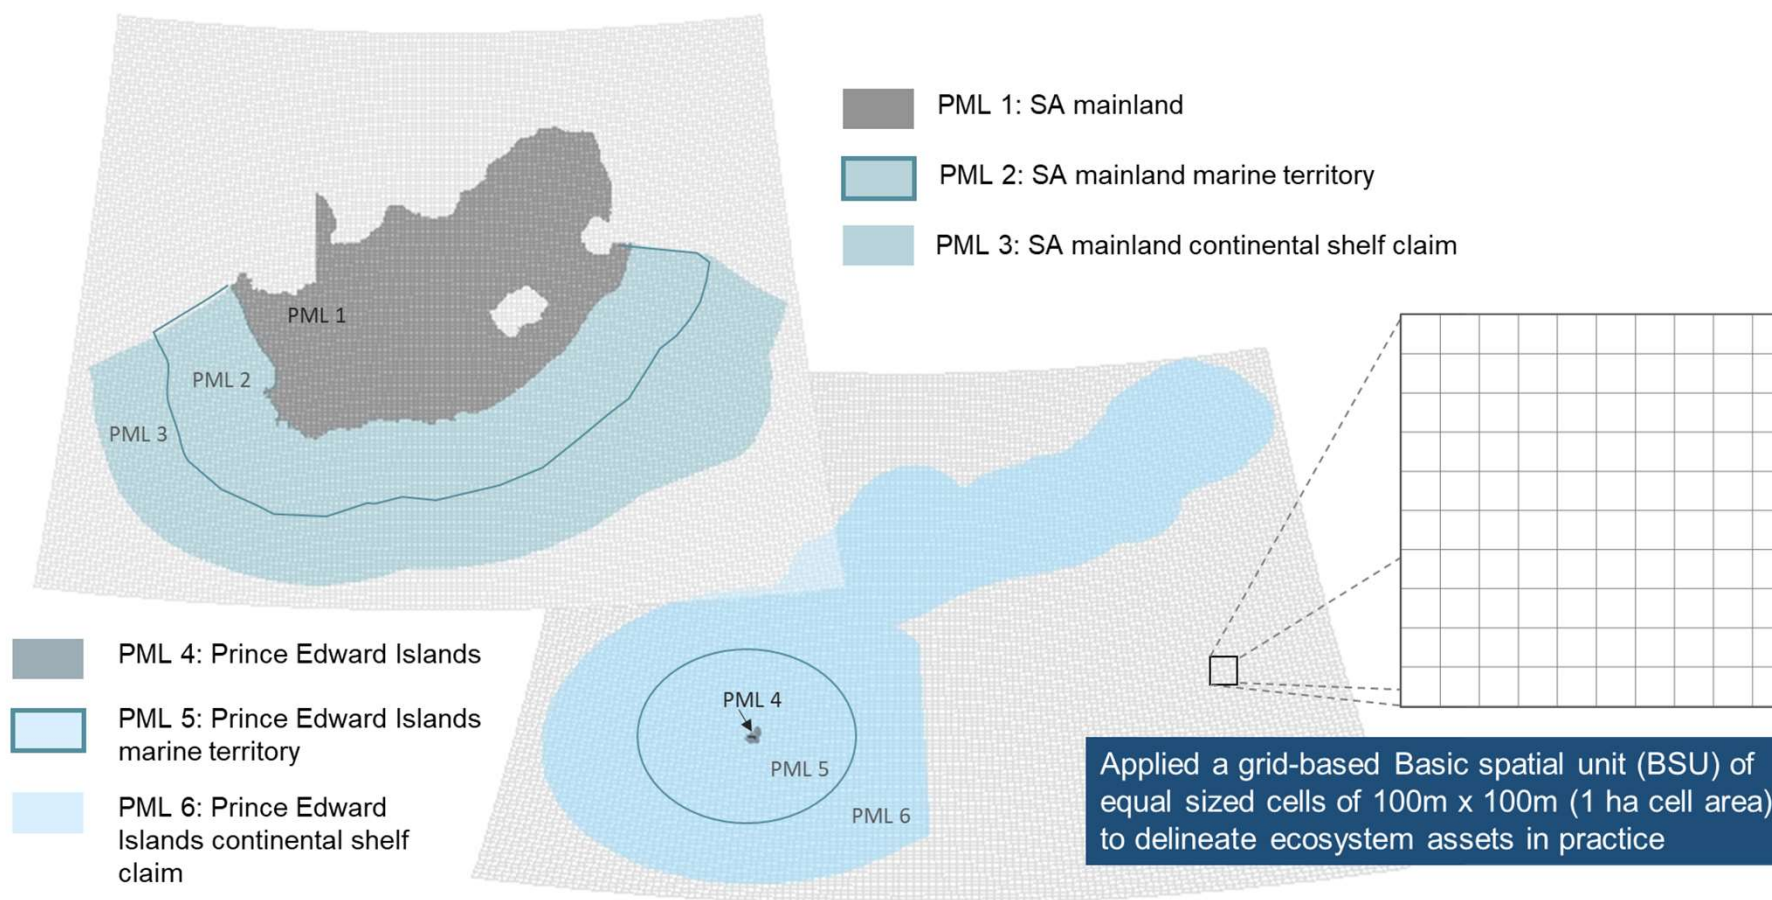 PML 1: SA mainland
PML 2: SA mainland marine territory
PML 3: SA mainland continental shelf claim
PML 1
PML 2
PML 3
PML 4: Prince Edward Islands
PML 5: Prince Edward Islands
marine territory
PML 6: Prince Edward
Islands continental shelf
claim
PML 4
PML 5
PML 6
Applied a grid-based Basic spatial unit (BSU) of
equal sized cells of 100m x 100m (1 ha cell area)
to delineate ecosystem assets in practice